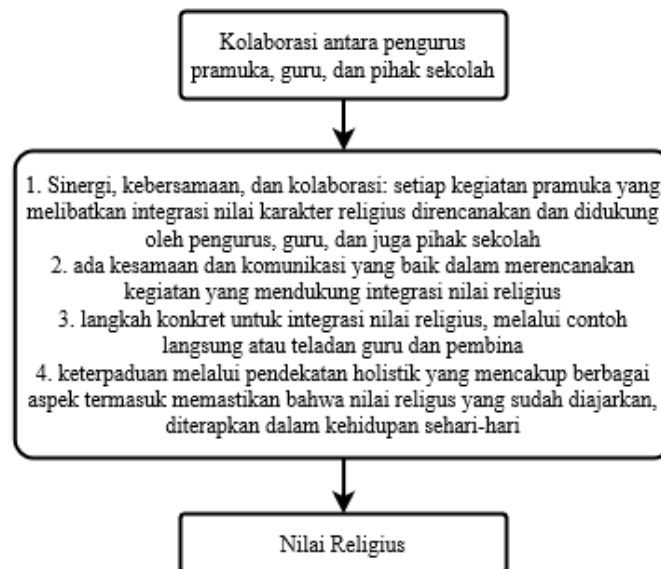 Kolaborasi antara pengurus
pramuka, guru, dan pihak sekolah
1. Sinergi, kebersamaan, dan kolaborasi: setiap kegiatan pramuka yang
melibatkan integrasi nilai karakter religius direncanakan dan didukung
oleh pengurus, guru, dan juga pihak sekolah
2. ada kesamaan dan komunikasi yang baik dalam merencanakan
kegiatan yang mendukung integrasi nilai religius
3. langkah konkret untuk integrasi nilai religius, melalui contoh
langsung atau teladan guru dan pembina
4. keterpaduan melalui pendekatan holistik yang mencakup berbagai
aspek termasuk memastikan bahwa nilai religus yang sudah diajarkan,
diterapkan dalam kehidupan sehari-hari
Nilai Religius